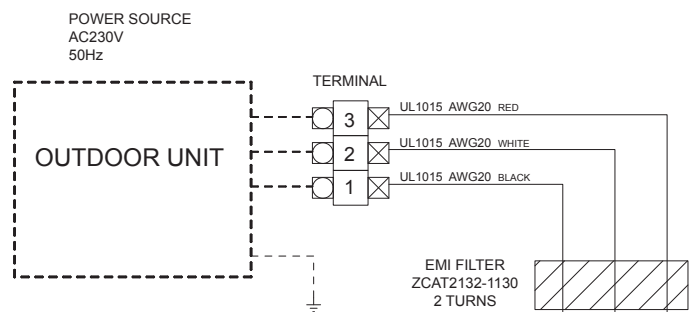 POWER SOURCE
AC230V
50Hz
TERMINAL
3
UL1015 AWG20 RED
OUTDOOR UNIT
2
UL1015 AWG20 WHITE
1
UL1015 AWG20 BLACK
EMI FILTER
ZCAT2132-1130
2 TURNS